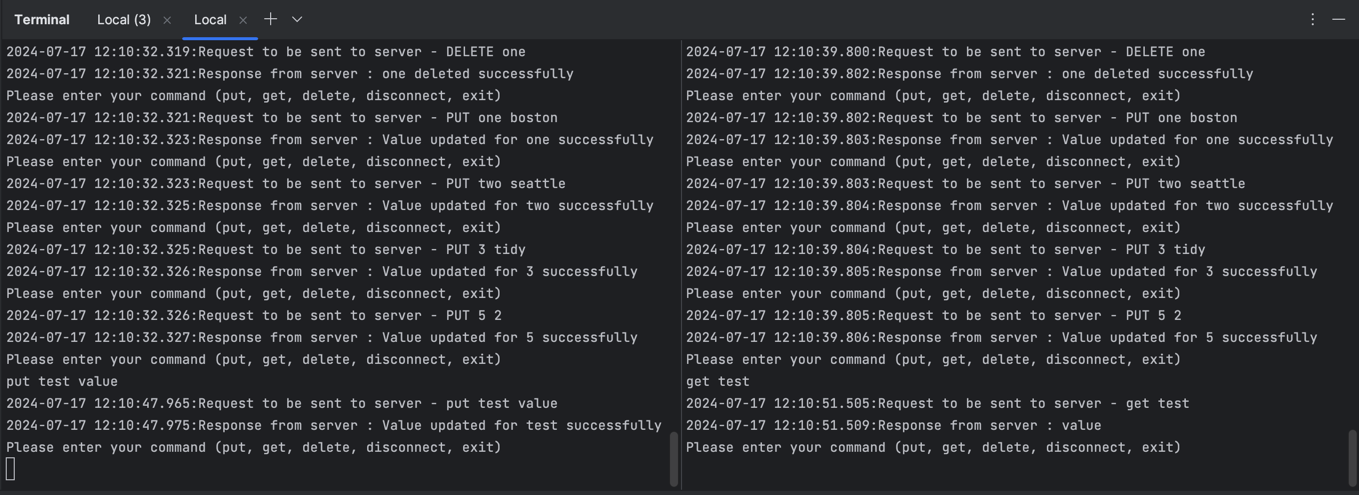 Terminal
Local (3)
Local
2024-07-17 12:10:32.319:Request to be sent to server - DELETE one
2024-07-17 12:10:32.321:Response from server : one deleted successfully
Please enter your command (put, get, delete, disconnect, exit)
2024-07-17 12:10:32.321:Request to be sent to server - PUT one boston
2024-07-17 12:10:32.323:Response from server : Value updated for one successfully
Please enter your command (put, get, delete, disconnect, exit)
2024-07-17 12:10:32.323:Request to be sent to server - PUT two seattle
2024-07-17 12:10:32.325:Response from server : Value updated for two successfully
Please enter your command (put, get, delete, disconnect, exit)
2024-07-17 12:10:32.325:Request to be sent to server - PUT 3 tidy
2024-07-17 12:10:32.326:Response from server : Value updated for 3 successfully
Please enter your command (put, get, delete, disconnect, exit)
2024-07-17 12:10:32.326:Request to be sent to server - PUT 5 2
2024-07-17 12:10:32.327:Response from server : Value updated for 5 successfully
Please enter your command (put, get, delete, disconnect, exit)
put test value
2024-07-17 12:10:47.965:Request to be sent to server - put test value
2024-07-17 12:10:47.975:Response from server : Value updated for test successfully
Please enter your command (put, get, delete, disconnect, exit)
2024-07-17 12:10:39.800:Request to be sent to server - DELETE one
2024-07-17 12:10:39.802:Response from server : one deleted successfully
Please enter your command (put, get, delete, disconnect, exit)
2024-07-17 12:10:39.802:Request to be sent to server - PUT one boston
2024-07-17 12:10:39.803:Response from server : Value updated for one successfully
Please enter your command (put, get, delete, disconnect, exit)
2024-07-17 12:10:39.803:Request to be sent to server - PUT two seattle
2024-07-17 12:10:39.804:Response from server : Value updated for two successfully
Please enter your command (put, get, delete, disconnect, exit)
2024-07-17 12:10:39.804:Request to be sent to server - PUT 3 tidy
2024-07-17 12:10:39.805:Response from server : Value updated for 3 successfully
Please enter your command (put, get, delete, disconnect, exit)
2024-07-17 12:10:39.805:Request to be sent to server - PUT 5 2
2024-07-17 12:10:39.806:Response from server : Value updated for 5 successfully
Please enter your command (put, get, delete, disconnect, exit)
get test
2024-07-17 12:10:51.505:Request to be sent to server - get test
2024-07-17 12:10:51.509:Response from server : value
Please enter your command (put, get, delete, disconnect, exit)